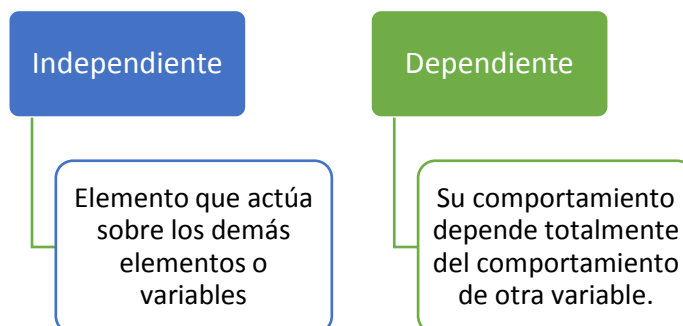 Independiente
Elemento que actúa
sobre los demás
elementos o
variables
Dependiente
Su comportamiento
depende totalmente
del comportamiento
de otra variable.